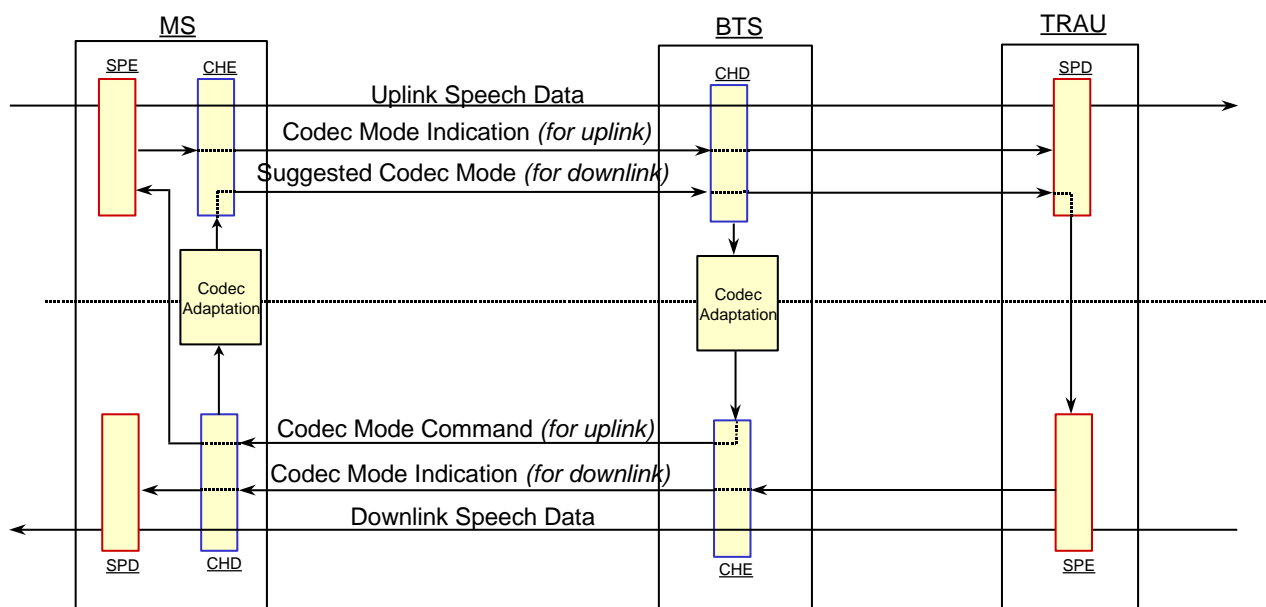 MS
BTS
TRAU
SPE
CHE
CHD
SPD
Uplink Speech Data
Codec Mode Indication (for uplink)
Suggested Codec Mode (for downlink)
Codec
Adaptation
Codec
Adaptation
Codec Mode Command (for uplink)
Codec Mode Indication (for downlink)
Downlink Speech Data
SPD
CHD
CHE
SPE